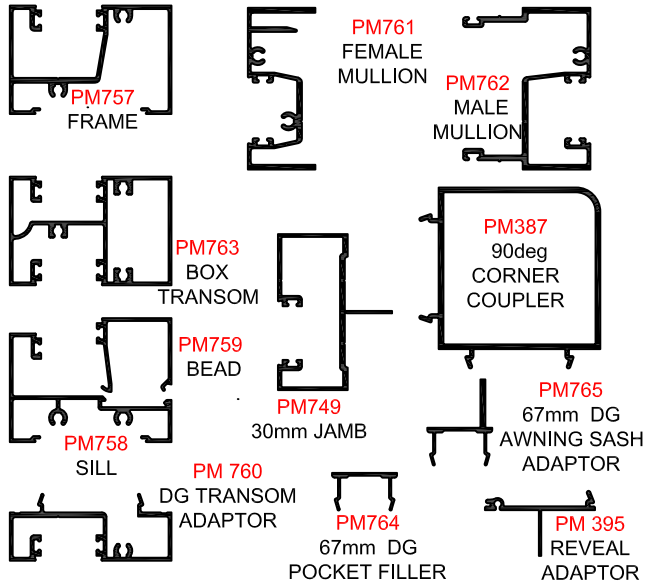 PM757
FRAME
PM761
FEMALE
MULLION
PM762
MALE
MULLION
PM763
BOX
TRANSOM
PM387
90deg
CORNER
COUPLER
PM759
BEAD
PM758
SILL
PM749
30mm JAMB
PM765
67mm DG
AWNING SASH
ADAPTOR
PM 760
DG TRANSOM
ADAPTOR
PM764
67mm DG
POCKET FILLER
PM 395
REVEAL
ADAPTOR